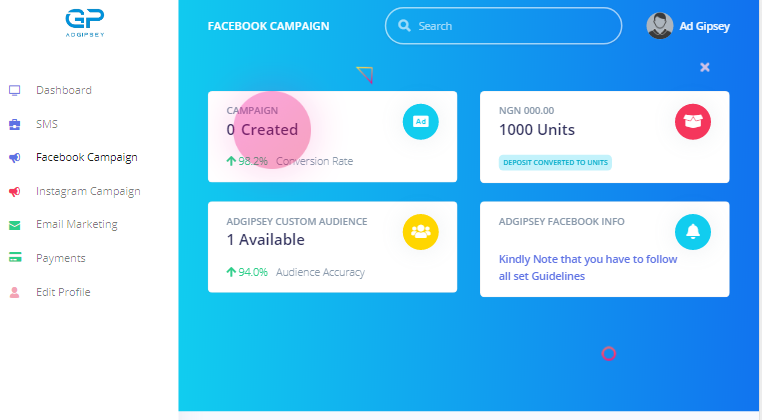 GP
ADGIPSEY
FACEBOOK CAMPAIGN
Search
Ad Gipsey
Dashboard
SMS
Facebook Campaign
Instagram Campaign
Email Marketing
Payments
Edit Profile
CAMPAIGN
0 Created
98.2% Conversion Rate
Ad
NGN 000.00
1000 Units
DEPOSIT CONVERTED TO UNITS
ADGIPSEY CUSTOM AUDIENCE
1 Available
94.0% Audience Accuracy
ADGIPSEY FACEBOOK INFO
Kindly Note that you have to follow
all set Guidelines